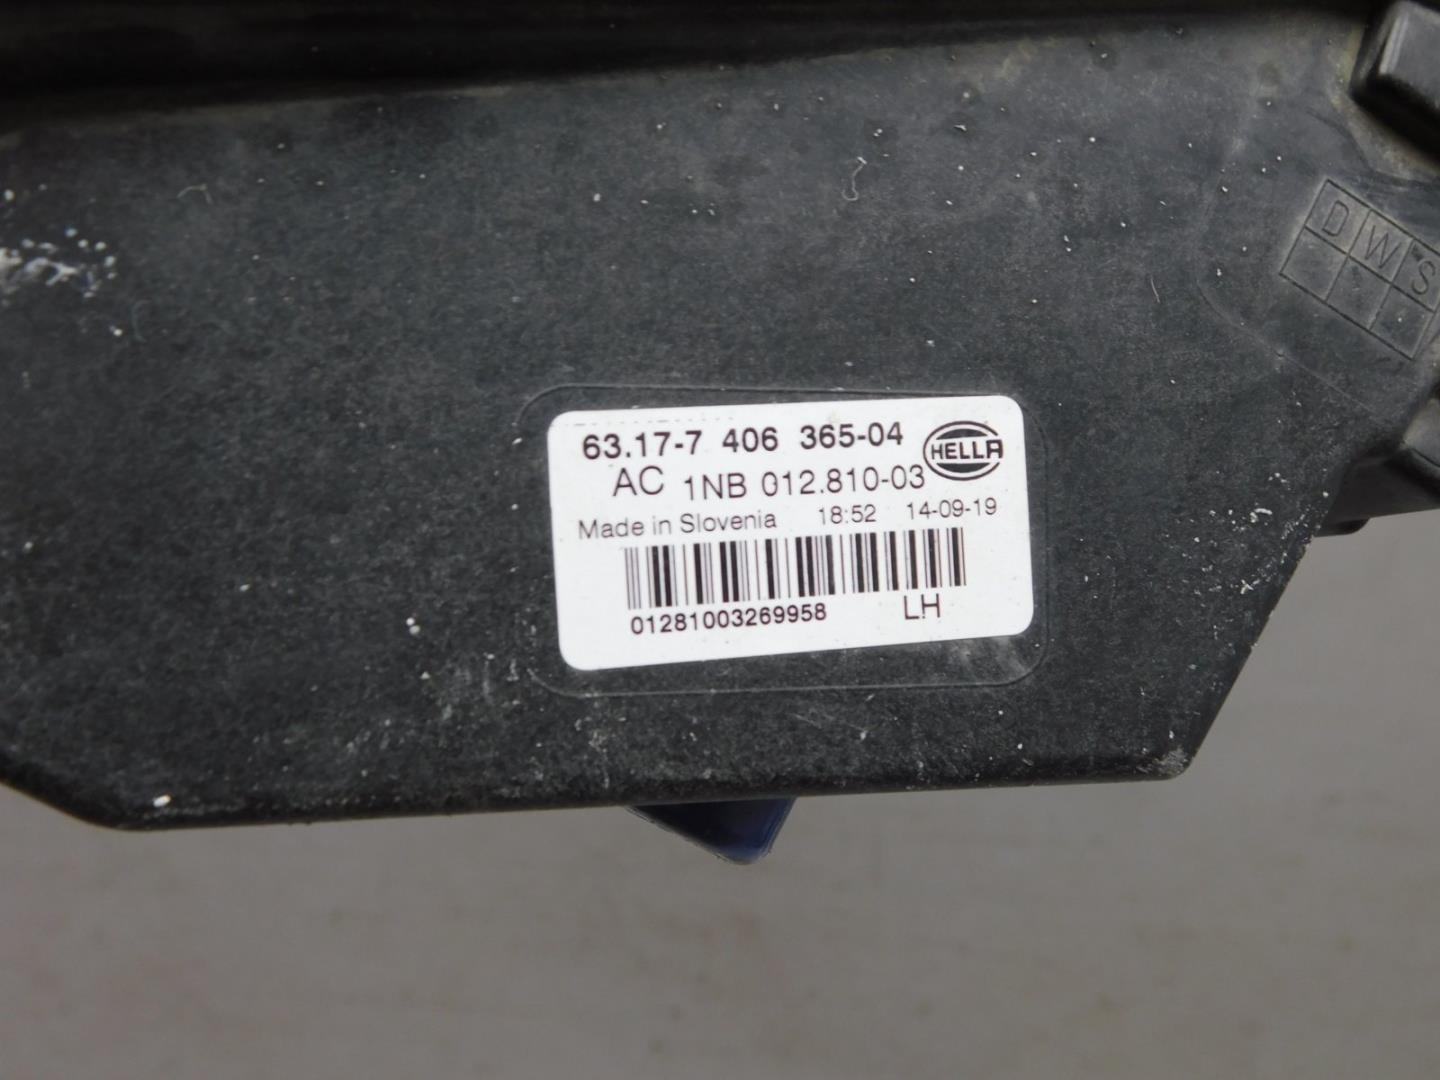 D W S
63.17-7 406 365-04
HELLA
AC 1NB 012.810-03
Made in Slovenia 18:52 14-09-19
01281003269958 LH